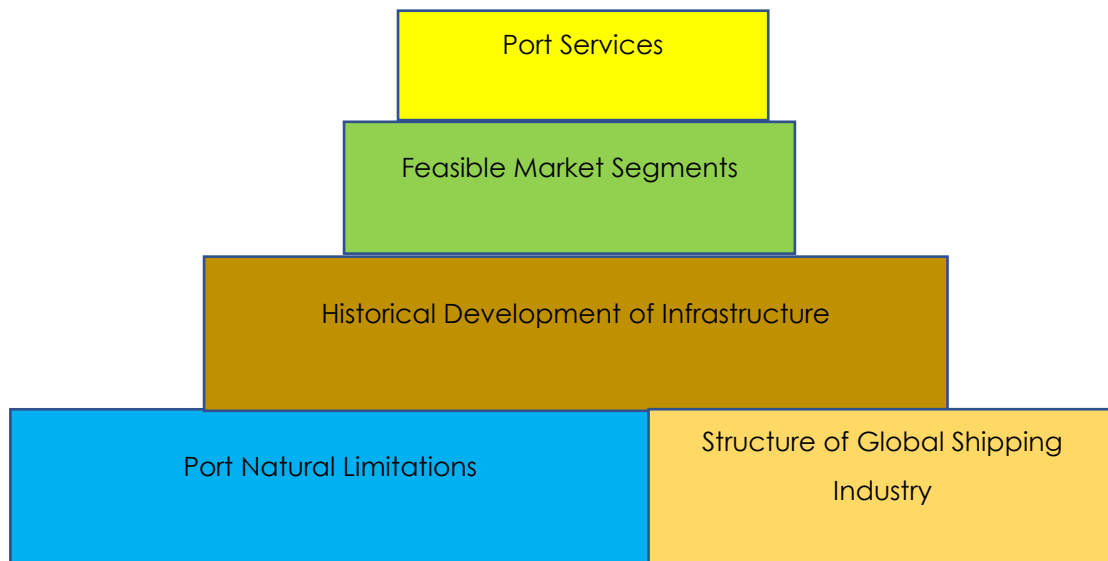 Port Services
Feasible Market Segments
Historical Development of Infrastructure
Port Natural Limitations
Structure of Global Shipping
Industry